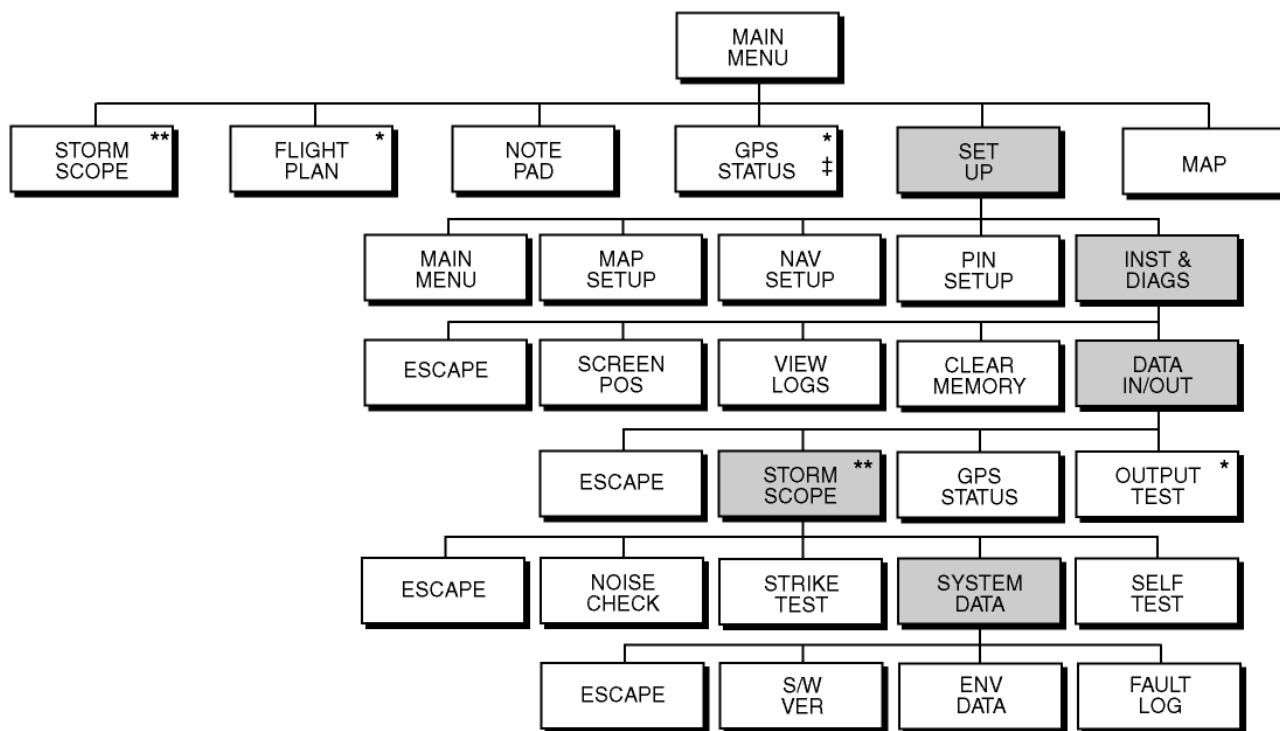 MAIN
MENU
STORM
SCOPE **
FLIGHT
PLAN *
NOTE
PAD
GPS *
STATUS ‡
SET
UP
MAP
MAIN
MENU
MAP
SETUP
NAV
SETUP
PIN
SETUP
INST &
DIAGS
ESCAPE
SCREEN
POS
VIEW
LOGS
CLEAR
MEMORY
DATA
IN/OUT
ESCAPE
STORM **
SCOPE
GPS
STATUS
OUTPUT *
TEST
ESCAPE
NOISE
CHECK
STRIKE
TEST
SYSTEM
DATA
SELF
TEST
ESCAPE
S/W
VER
ENV
DATA
FAULT
LOG